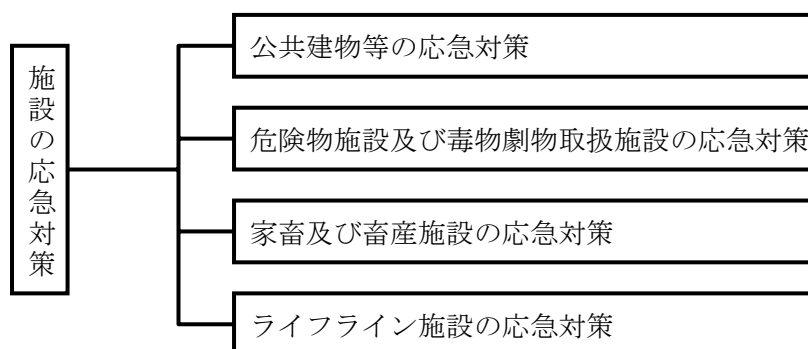 施設の応急対策
公共建物等の応急対策
危険物施設及び毒物劇物取扱施設の応急対策
家畜及び畜産施設の応急対策
ライフライン施設の応急対策